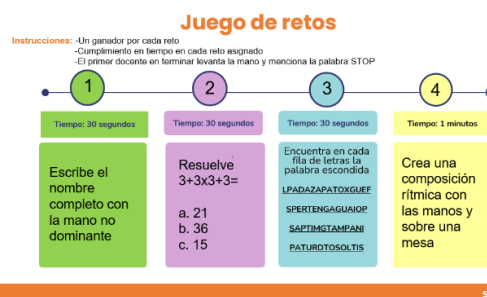 Juego de retos
Instrucciones: -Un ganador por cada reto
-Cumplimiento en tiempo en cada reto asignado
-El primer docente en terminar levanta la mano y menciona la palabra STOP
1
2
3
4
Tiempo: 30 segundos
Tiempo: 30 segundos
Tiempo: 30 segundos
Tiempo: 1 minutos
Escribe el
nombre
completo con
la mano no
dominante
Resuelve
3+3x3+3=
a. 21
b. 36
c. 15
Encuentra en cada
fila de letras la
palabra escondida
LPADAZAPATOXGUEF
SPERTENGAGUAIOP
SAPTIMGTAMPANI
PATURDTOSOLTIS
Crea una
composición
rítmica con
las manos y
sobre una
mesa